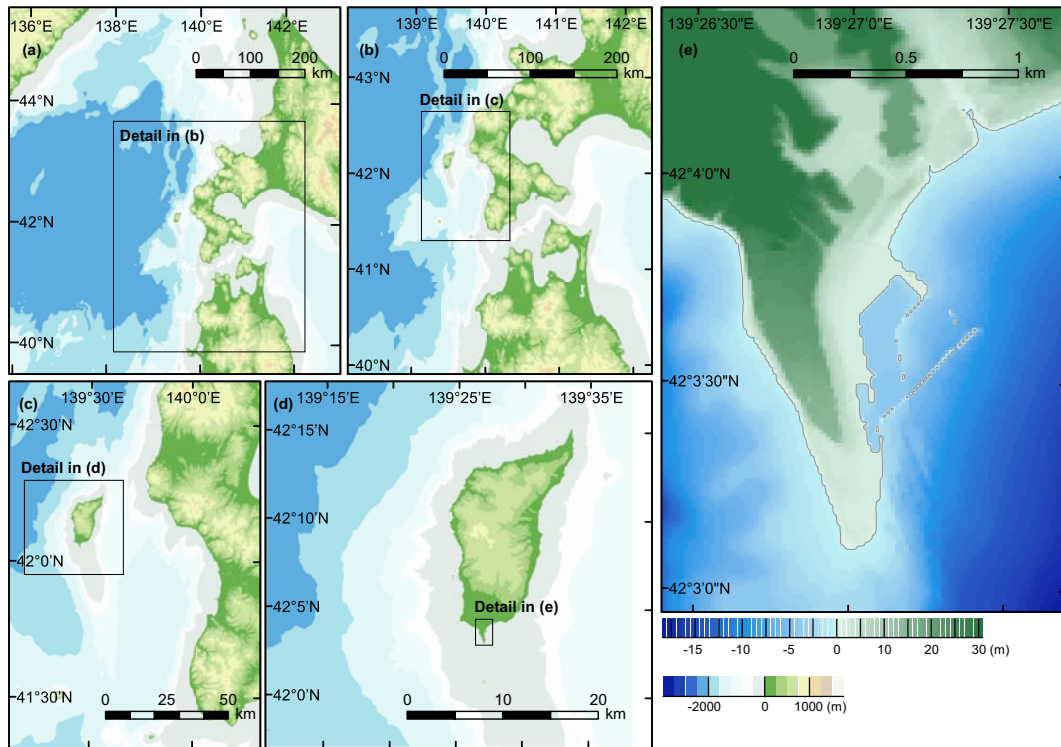 136°E 138°E 140°E 142°E
(a)
0 100 200
km
44°N
Detail in (b)
42°N
40°N
139°E 140°E 141°E 142°E
(b)
0 100 200
km
43°N
Detail in (c)
42°N
41°N
40°N
139°26'30"E 139°27'0"E 139°27'30"E
(e)
0 0.5 1
km
42°4'0"N
42°3'30"N
42°3'0"N
139°30'E 140°0'E
(c)
42°30'N
Detail in (d)
42°0'N
41°30'N
0 25 50
km
139°15'E 139°25'E 139°35'E
(d)
42°15'N
42°10'N
42°5'N
Detail in (e)
42°0'N
0 10 20
km
-15 -10 -5 0 10 20 30 (m)
-2000 0 1000 (m)